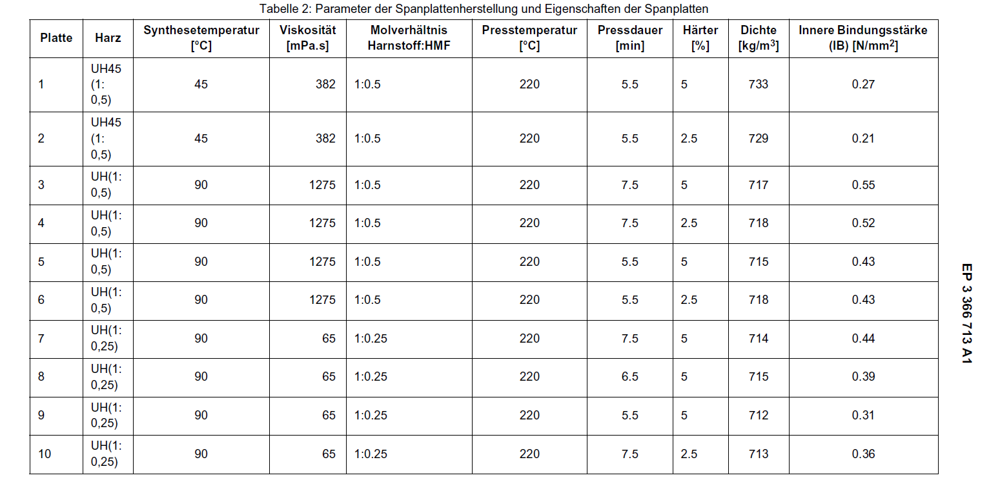 Tabelle 2: Parameter der Spanplattenherstellung und Eigenschaften der Spanplatten
Platte Harz Synthesetemperatur [°C] Viskosität [mPa.s] Molverhältnis Harnstoff:HMF Presstemperatur [°C] Pressdauer [min] Härter [%] Dichte [kg/m3] Innere Bindungsstärke (IB) [N/mm2]
1 UH45 (1: 0,5) 45 382 1:0.5 220 5.5 5 733 0.27
2 UH45 (1: 0,5) 45 382 1:0.5 220 5.5 2.5 729 0.21
3 UH(1: 0,5) 90 1275 1:0.5 220 7.5 5 717 0.55
4 UH(1: 0,5) 90 1275 1:0.5 220 7.5 2.5 718 0.52
5 UH(1: 0,5) 90 1275 1:0.5 220 5.5 5 715 0.43
6 UH(1: 0,5) 90 1275 1:0.5 220 5.5 2.5 718 0.43
7 UH(1: 0,25) 90 65 1:0.25 220 7.5 5 714 0.44
8 UH(1: 0,25) 90 65 1:0.25 220 6.5 5 715 0.39
9 UH(1: 0,25) 90 65 1:0.25 220 5.5 5 712 0.31
10 UH(1: 0,25) 90 65 1:0.25 220 7.5 2.5 713 0.36
EP 3 366 713 A1